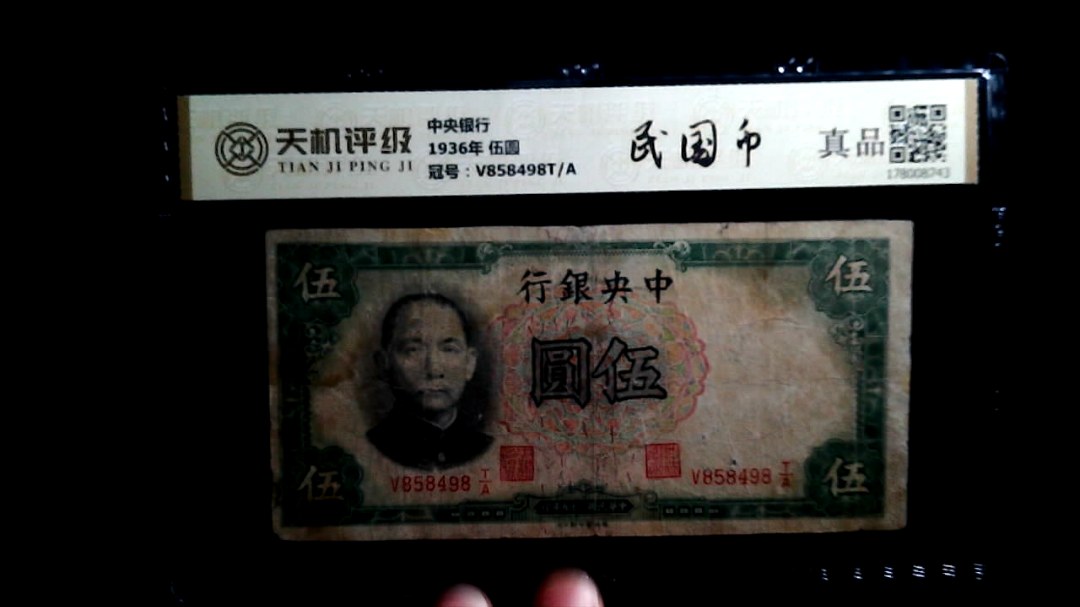 天机评级
TIAN JI PING JI
中央银行
1936年 伍圆
冠号：V858498T/A
民国币
真品
178008743
伍
伍
行銀央中
圓伍
V858498 T/A
V858498 T/A
伍
伍